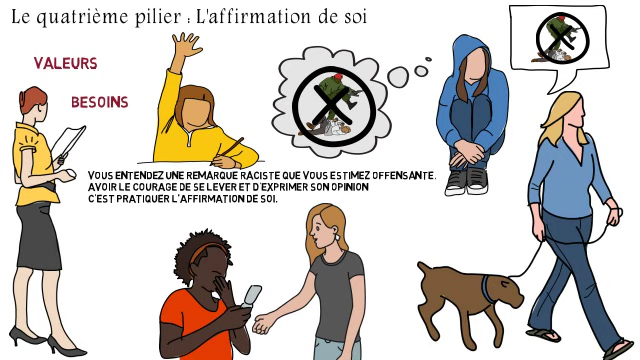 Le quatrième pilier : L'affirmation de soi
VALEURS
BESOINS
VOUS ENTENDEZ UNE REMARQUE RACISTE QUE VOUS ESTIMEZ OFFENSANTE.
AVOIR LE COURAGE DE SE LEVER ET D'EXPRIMER SON OPINION
C'EST PRATIQUER L'AFFIRMATION DE SOI.